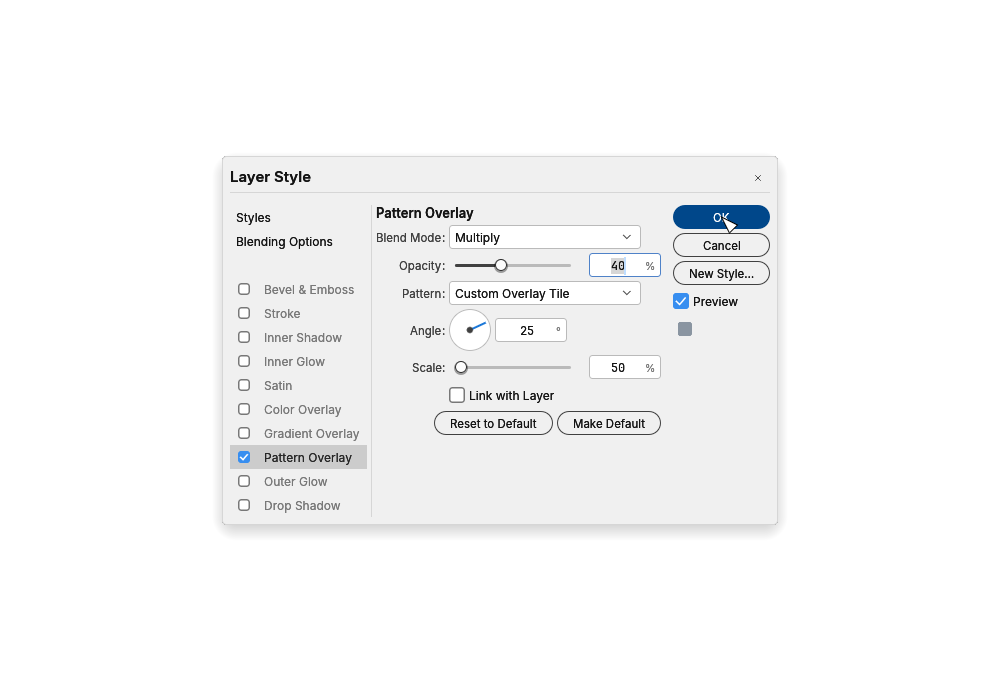 Layer Style
Styles
Blending Options
Bevel & Emboss
Stroke
Inner Shadow
Inner Glow
Satin
Color Overlay
Gradient Overlay
Pattern Overlay
Outer Glow
Drop Shadow
Pattern Overlay
Blend Mode: Multiply
Opacity: 40 %
Pattern: Custom Overlay Tile
Angle: 25 °
Scale: 50 %
Link with Layer
Reset to Default Make Default
OK
Cancel
New Style...
Preview